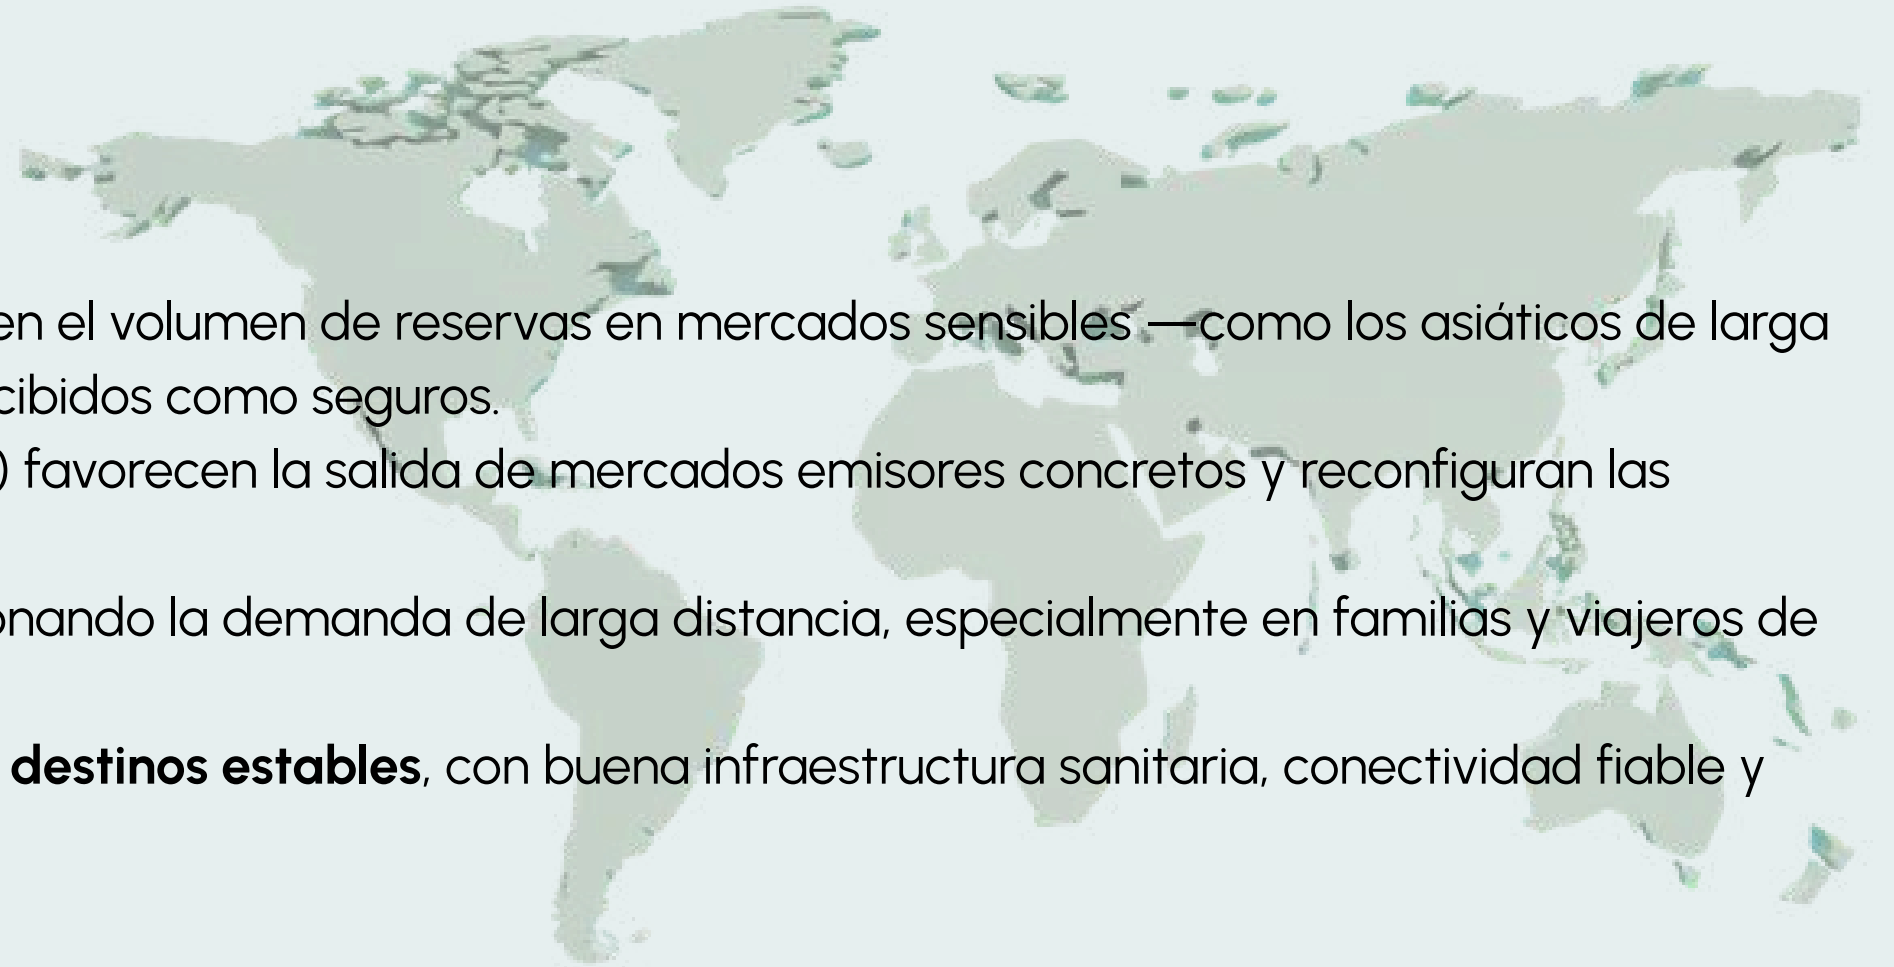 en el volumen de reservas en mercados sensibles —como los asiáticos de larga
cibidos como seguros.
) favorecen la salida de mercados emisores concretos y reconfiguran las
onando la demanda de larga distancia, especialmente en familias y viajeros de
destinos estables, con buena infraestructura sanitaria, conectividad fiable y